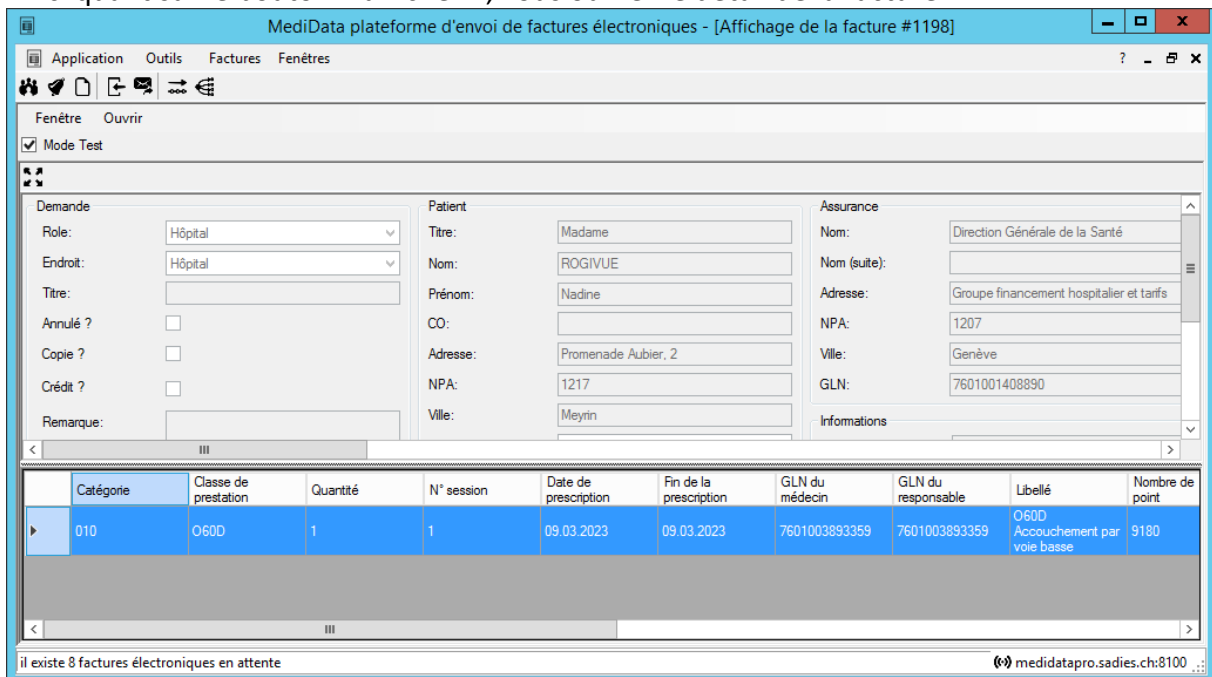 MediData plateforme d'envoi de factures électroniques - [Affichage de la facture #1198]
Application Outils Factures Fenêtres ?
Fenêtre Ouvrir
Mode Test
Demande
Role: Hôpital
Endroit: Hôpital
Titre:
Annulé ?
Copie ?
Crédit ?
Remarque:
Patient
Titre: Madame
Nom: ROGIVUE
Prénom: Nadine
CO:
Adresse: Promenade Aubier, 2
NPA: 1217
Ville: Meyrin
Assurance
Nom: Direction Générale de la Santé
Nom (suite):
Adresse: Groupe financement hospitalier et tarifs
NPA: 1207
Ville: Genève
GLN: 7601001408890
Informations
Catégorie Classe de prestation Quantité N° session Date de prescription Fin de la prescription GLN du médecin GLN du responsable Libellé Nombre de point
010 O60D 1 1 09.03.2023 09.03.2023 7601003893359 7601003893359 O60D Accouchement par voie basse 9180
il existe 8 factures électroniques en attente
medidatapro.sadies.ch:8100